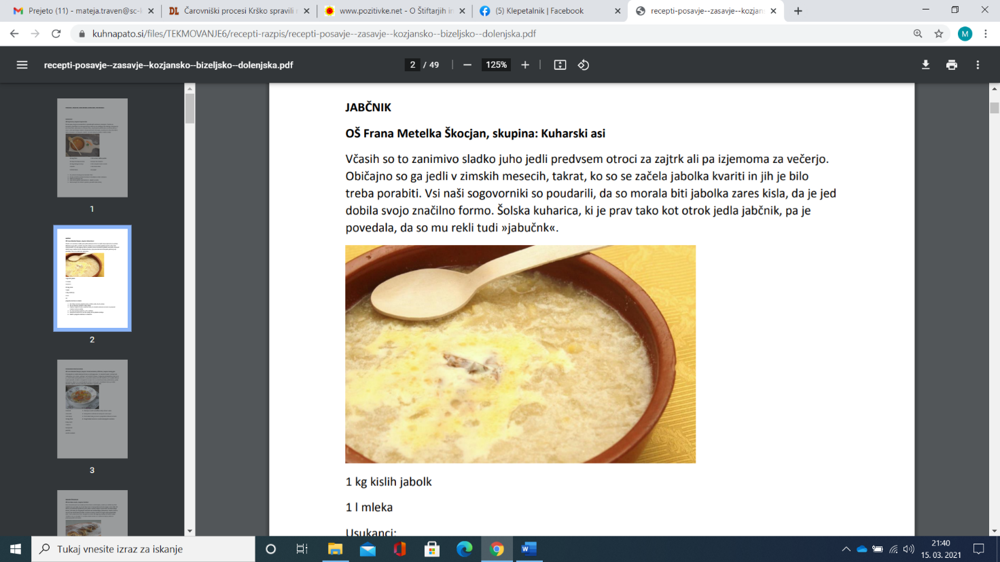 Prejeto (11) - mateja.traven@sc-
Čarovniški procesi Krško spravili
www.pozitivke.net - O Štiftarjih in
(5) Klepetalnik | Facebook
recepti-posavje--zasavje--kozjan
kuhnapato.si/files/TEKMOVANJE6/recepti-razpis/recepti-posavje--zasavje--kozjansko--bizeljsko--dolenjska.pdf
M
recepti-posavje--zasavje--kozjansko--bizeljsko--dolenjska.pdf
2 / 49
125%
1
2
3
JABČNIK
OŠ Frana Metelka Škocjan, skupina: Kuharski asi
Včasih so to zanimivo sladko juho jedli predvsem otroci za zajtrk ali pa izjemoma za večerjo.
Običajno so ga jedli v zimskih mesecih, takrat, ko so se začela jabolka kvariti in jih je bilo
treba porabiti. Vsi naši sogovorniki so poudarili, da so morala biti jabolka zares kisla, da je jed
dobila svojo značilno formo. Šolska kuharica, ki je prav tako kot otrok jedla jabčnik, pa je
povedala, da so mu rekli tudi »jabučnk«.
1 kg kislih jabolk
1 l mleka
Usukanci:
Tukaj vnesite izraz za iskanje
21:40
15. 03. 2021